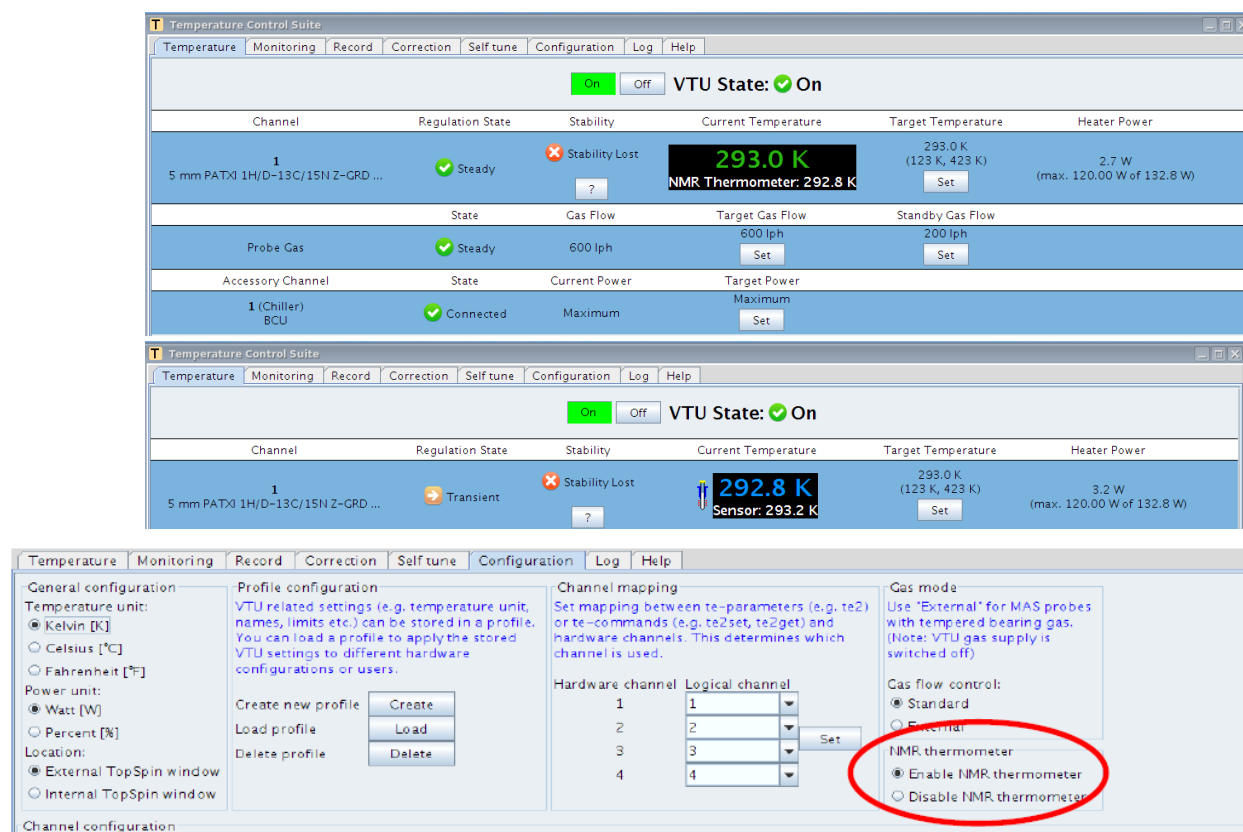 Temperature Control Suite
Temperature Monitoring Record Correction Self tune Configuration Log Help
On Off VTU State: On
Channel Regulation State Stability Current Temperature Target Temperature Heater Power
1
5 mm PATXI 1H/D-13C/15N Z-GRD ...
Steady
Stability Lost
?
293.0 K
NMR Thermometer: 292.8 K
293.0 K
(123 K, 423 K)
Set
2.7 W
(max. 120.00 W of 132.8 W)
State Gas Flow Target Gas Flow Standby Gas Flow
Probe Gas Steady 600 lph
600 lph
Set
200 lph
Set
Accessory Channel State Current Power Target Power
1 (Chiller)
BCU
Connected
Maximum
Maximum
Set
Temperature Control Suite
Temperature Monitoring Record Correction Self tune Configuration Log Help
On Off VTU State: On
Channel Regulation State Stability Current Temperature Target Temperature Heater Power
1
5 mm PATXI 1H/D-13C/15N Z-GRD ...
Transient
Stability Lost
?
292.8 K
Sensor: 293.2 K
293.0 K
(123 K, 423 K)
Set
3.2 W
(max. 120.00 W of 132.8 W)
Temperature Monitoring Record Correction Self tune Configuration Log Help
General configuration
Temperature unit:
Kelvin [K]
Celsius [°C]
Fahrenheit [°F]
Power unit:
Watt [W]
Percent [%]
Location:
External TopSpin window
Internal TopSpin window
Profile configuration
VTU related settings (e.g. temperature unit,
names, limits etc.) can be stored in a profile.
You can load a profile to apply the stored
VTU settings to different hardware
configurations or users.
Create new profile Create
Load profile Load
Delete profile Delete
Channel mapping
Set mapping between te-parameters (e.g. te2)
or te-commands (e.g. te2set, te2get) and
hardware channels. This determines which
channel is used.
Hardware channel Logical channel
1 1
2 2
3 3
4 4
Set
Gas mode
Use "External" for MAS probes
with tempered bearing gas.
(Note: VTU gas supply is
switched off)
Gas flow control:
Standard
External
NMR thermometer
Enable NMR thermometer
Disable NMR thermometer
Channel configuration